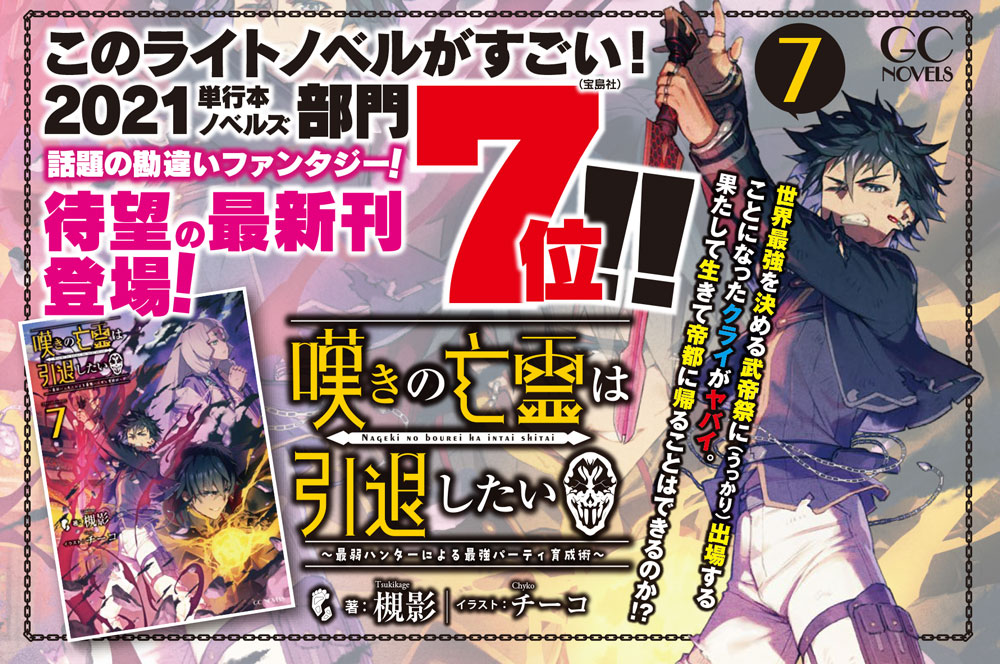 このライトノベルがすごい!
(宝島社)
2021 単行本ノベルズ 部門
7位!!
話題の勘違いファンタジー!
待望の最新刊
登場!
7
GC
NOVELS
世界最強を決める武帝祭に(うっかり)出場する
ことになったクライがヤバイ。
果たして生きて帝都に帰ることはできるのか!?
嘆きの亡霊は
Nageki no bourei ha intai shitai
引退したい
～最弱ハンターによる最強パーティ育成術～
Tsukikage
著:槻影
Chyko
イラスト:チーコ
嘆きの亡霊は
引退したい
7
著:槻影
イラスト:チーコ
GC NOVELS